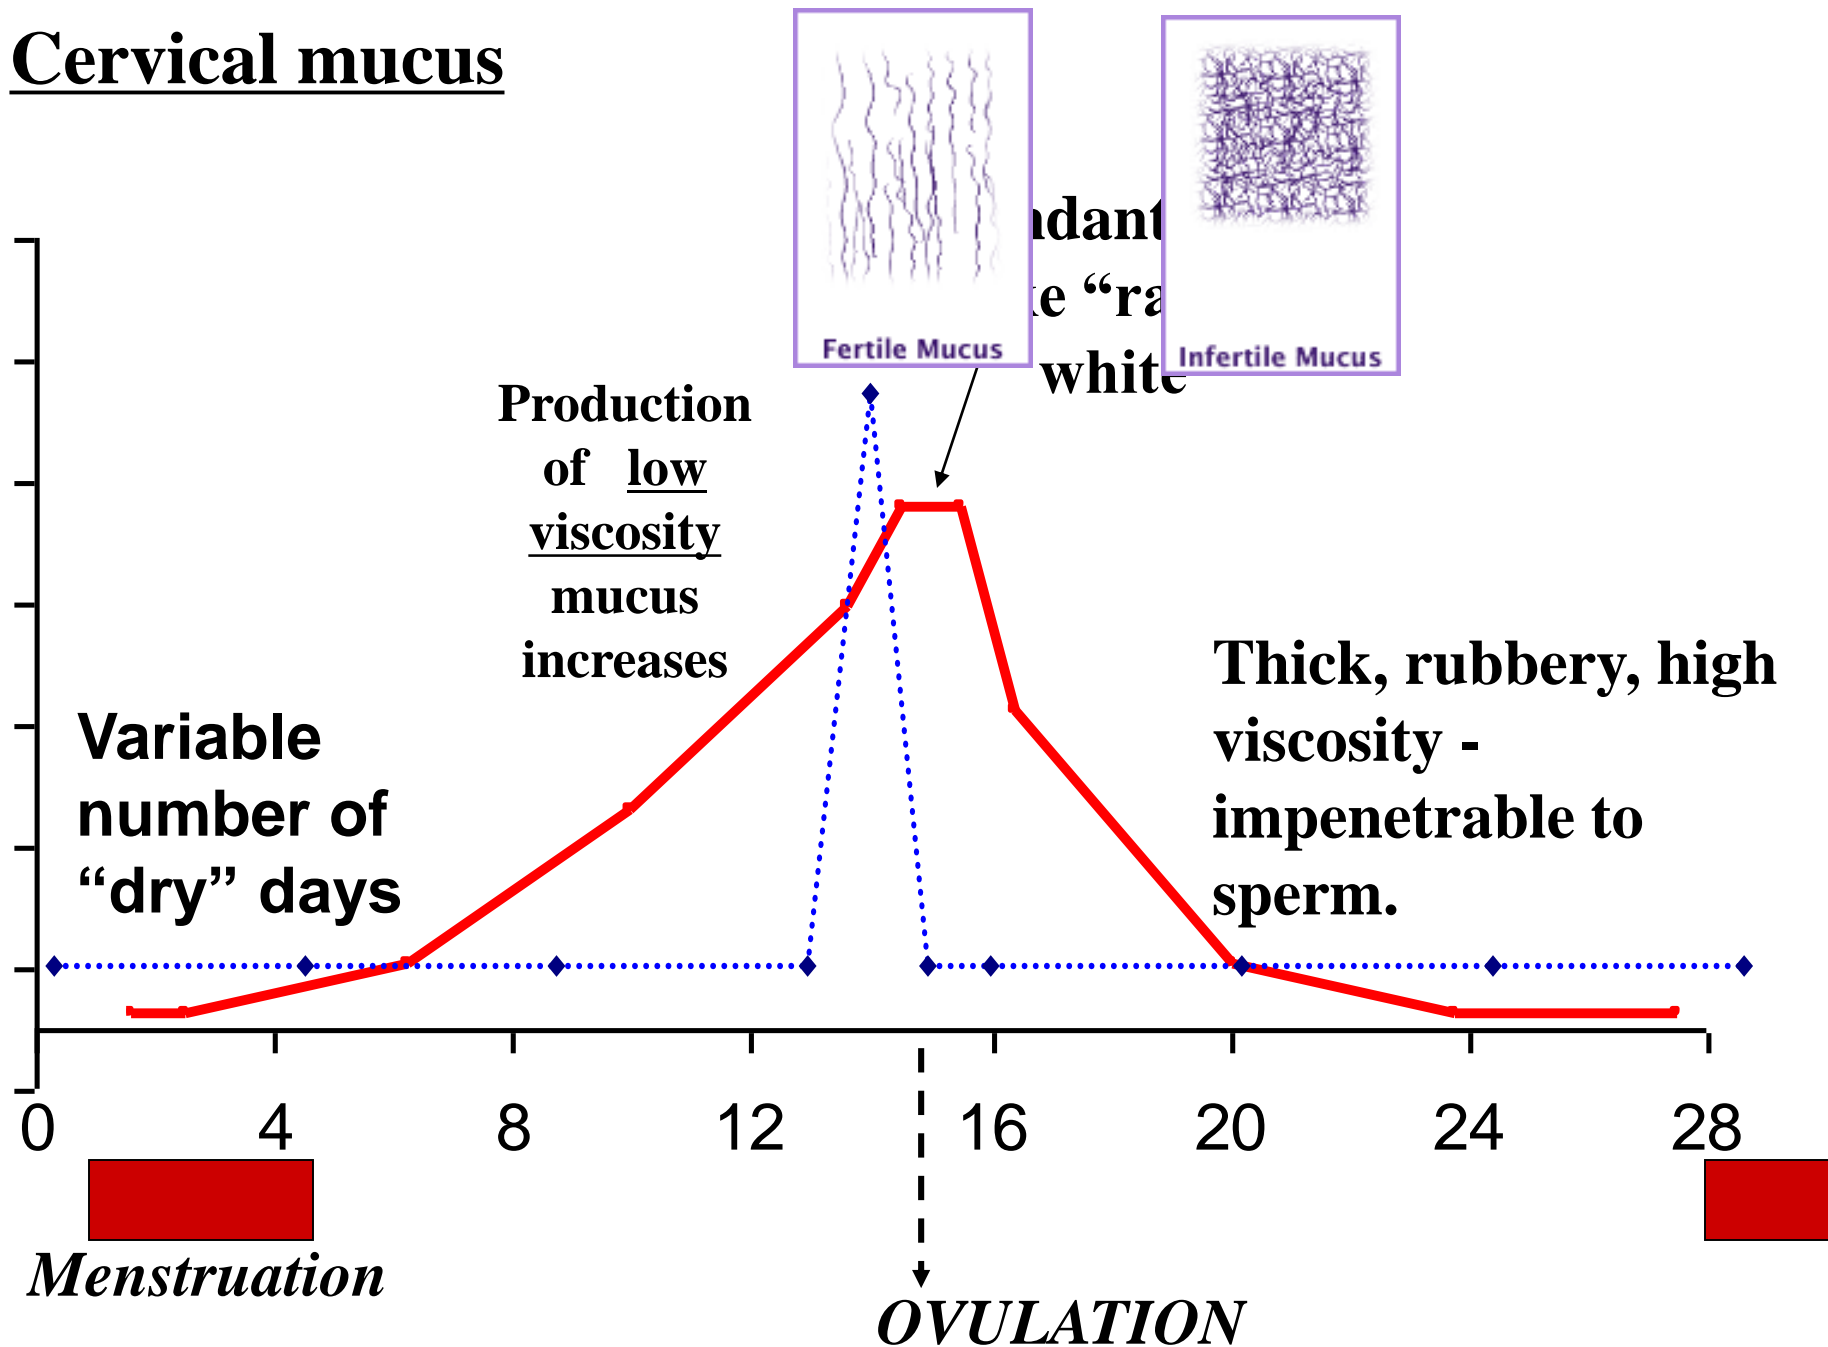 Cervical mucus
Fertile Mucus
Infertile Mucus
white
Production
of low
viscosity
mucus
increases
Variable
number of
“dry” days
Thick, rubbery, high
viscosity -
impenetrable to
sperm.
0 4 8 12 16 20 24 28
Menstruation
OVULATION